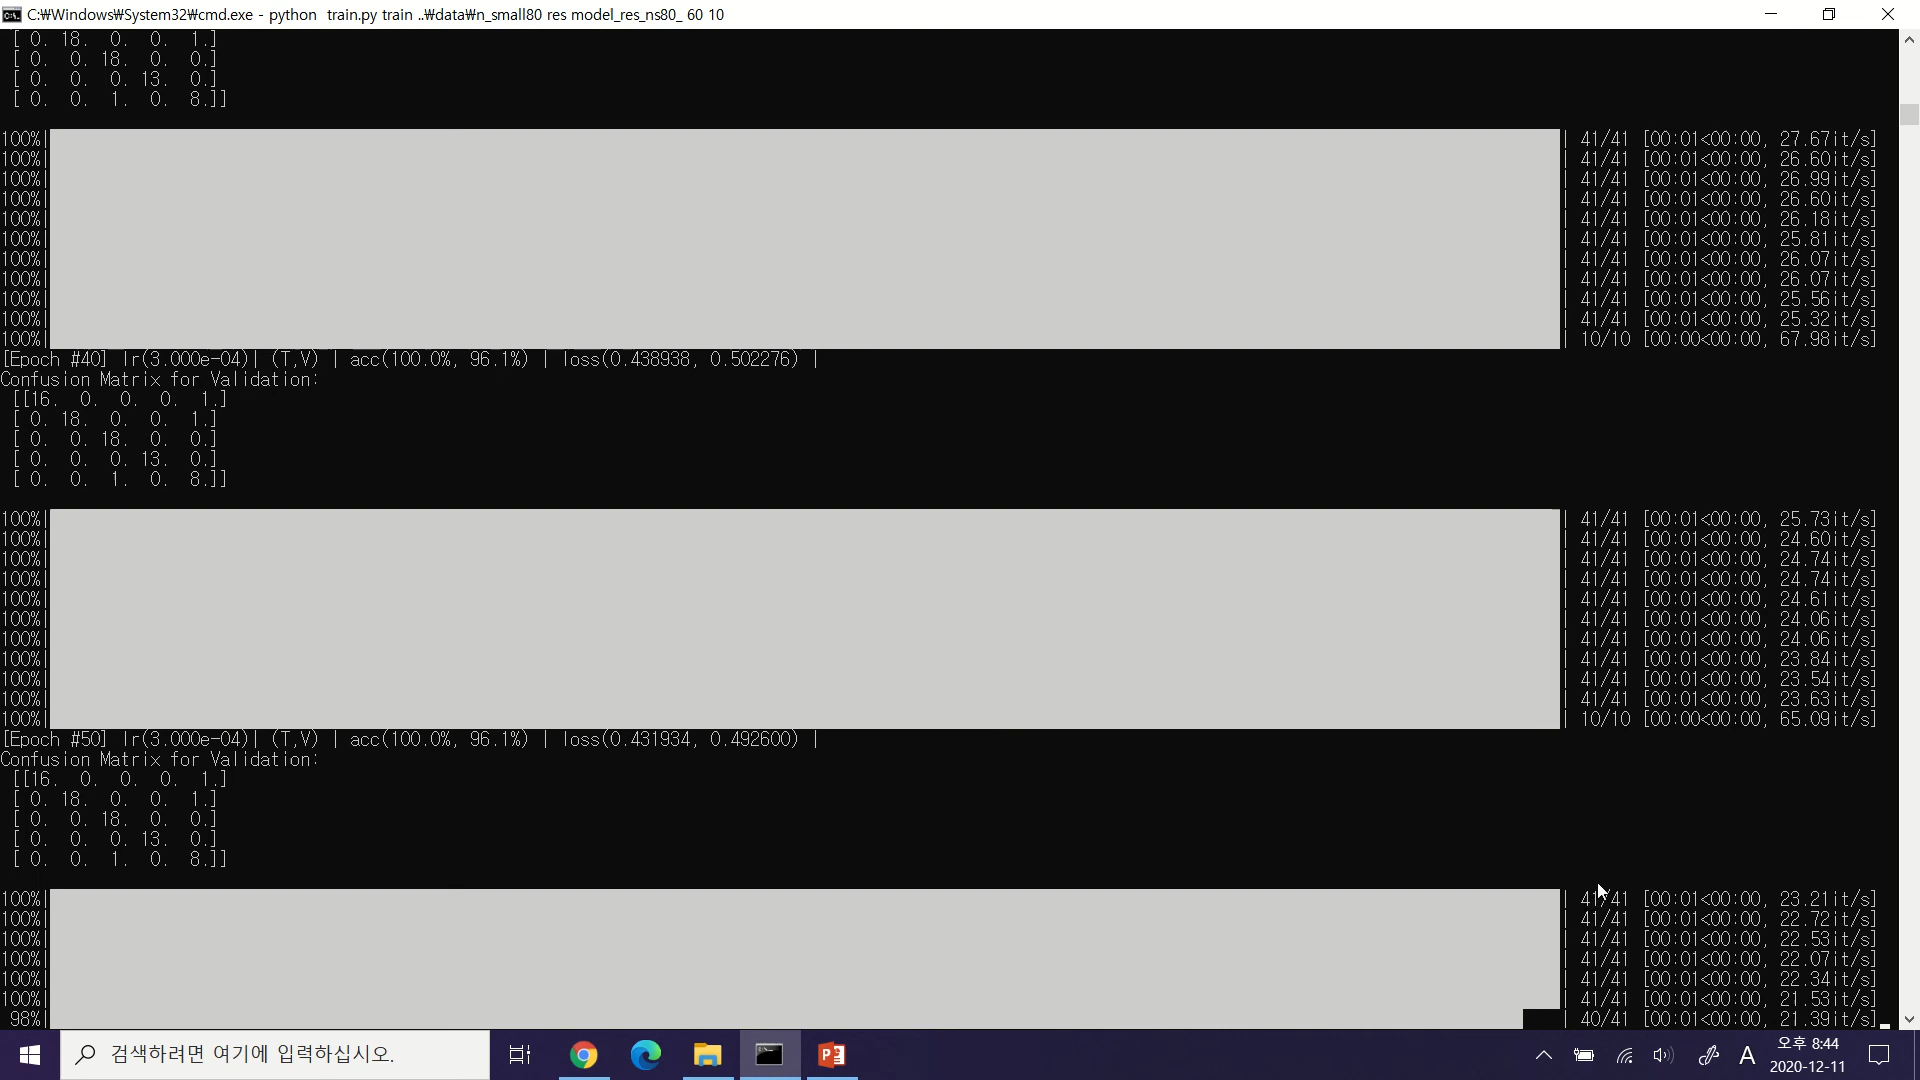 C:₩Windows₩System32₩cmd.exe - python  train.py train ..₩data₩n_small80 res model_res_ns80_ 60 10
[ 0. 18.  0.  0.  1.]
[ 0.  0. 18.  0.  0.]
[ 0.  0.  0. 13.  0.]
[ 0.  0.  1.  0.  8.]]
100%| | 41/41 [00:01<00:00, 27.67it/s]
100%| | 41/41 [00:01<00:00, 26.60it/s]
100%| | 41/41 [00:01<00:00, 26.99it/s]
100%| | 41/41 [00:01<00:00, 26.60it/s]
100%| | 41/41 [00:01<00:00, 26.18it/s]
100%| | 41/41 [00:01<00:00, 25.81it/s]
100%| | 41/41 [00:01<00:00, 26.07it/s]
100%| | 41/41 [00:01<00:00, 26.07it/s]
100%| | 41/41 [00:01<00:00, 25.56it/s]
100%| | 41/41 [00:01<00:00, 25.32it/s]
100%| | 10/10 [00:00<00:00, 67.98it/s]
[Epoch #40] lr(3.000e-04)| (T,V) | acc(100.0%, 96.1%) | loss(0.438938, 0.502276) |
Confusion Matrix for Validation:
[[16.  0.  0.  0.  1.]
[ 0. 18.  0.  0.  1.]
[ 0.  0. 18.  0.  0.]
[ 0.  0.  0. 13.  0.]
[ 0.  0.  1.  0.  8.]]
100%| | 41/41 [00:01<00:00, 25.73it/s]
100%| | 41/41 [00:01<00:00, 24.60it/s]
100%| | 41/41 [00:01<00:00, 24.74it/s]
100%| | 41/41 [00:01<00:00, 24.74it/s]
100%| | 41/41 [00:01<00:00, 24.61it/s]
100%| | 41/41 [00:01<00:00, 24.06it/s]
100%| | 41/41 [00:01<00:00, 24.06it/s]
100%| | 41/41 [00:01<00:00, 23.84it/s]
100%| | 41/41 [00:01<00:00, 23.54it/s]
100%| | 41/41 [00:01<00:00, 23.63it/s]
100%| | 10/10 [00:00<00:00, 65.09it/s]
[Epoch #50] lr(3.000e-04)| (T,V) | acc(100.0%, 96.1%) | loss(0.431934, 0.492600) |
Confusion Matrix for Validation:
[[16.  0.  0.  0.  1.]
[ 0. 18.  0.  0.  1.]
[ 0.  0. 18.  0.  0.]
[ 0.  0.  0. 13.  0.]
[ 0.  0.  1.  0.  8.]]
100%| | 41/41 [00:01<00:00, 23.21it/s]
100%| | 41/41 [00:01<00:00, 22.72it/s]
100%| | 41/41 [00:01<00:00, 22.53it/s]
100%| | 41/41 [00:01<00:00, 22.07it/s]
100%| | 41/41 [00:01<00:00, 22.34it/s]
100%| | 41/41 [00:01<00:00, 21.53it/s]
98%| | 40/41 [00:01<00:00, 21.39it/s]
검색하려면 여기에 입력하십시오.
A
오후 8:44
2020-12-11